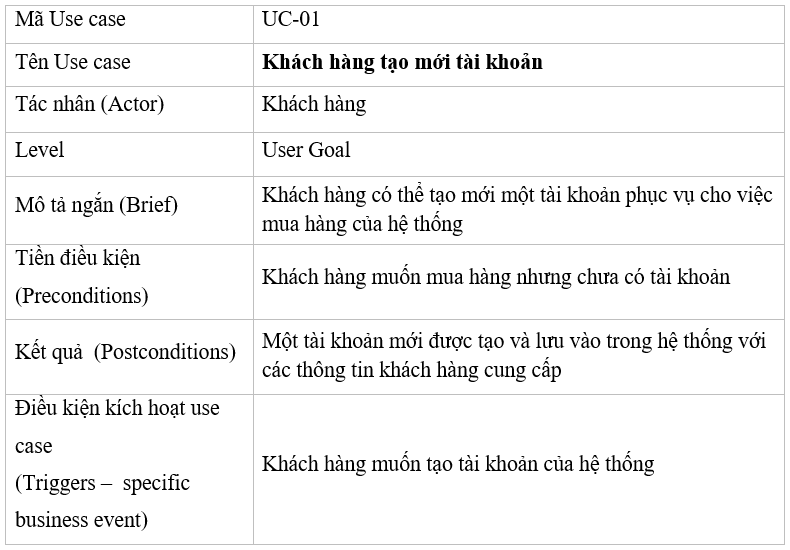 Mã Use case
UC-01
Tên Use case
Khách hàng tạo mới tài khoản
Tác nhân (Actor)
Khách hàng
Level
User Goal
Mô tả ngắn (Brief)
Khách hàng có thể tạo mới một tài khoản phục vụ cho việc
mua hàng của hệ thống
Tiền điều kiện
(Preconditions)
Khách hàng muốn mua hàng nhưng chưa có tài khoản
Kết quả (Postconditions)
Một tài khoản mới được tạo và lưu vào trong hệ thống với
các thông tin khách hàng cung cấp
Điều kiện kích hoạt use
case
(Triggers – specific
business event)
Khách hàng muốn tạo tài khoản của hệ thống